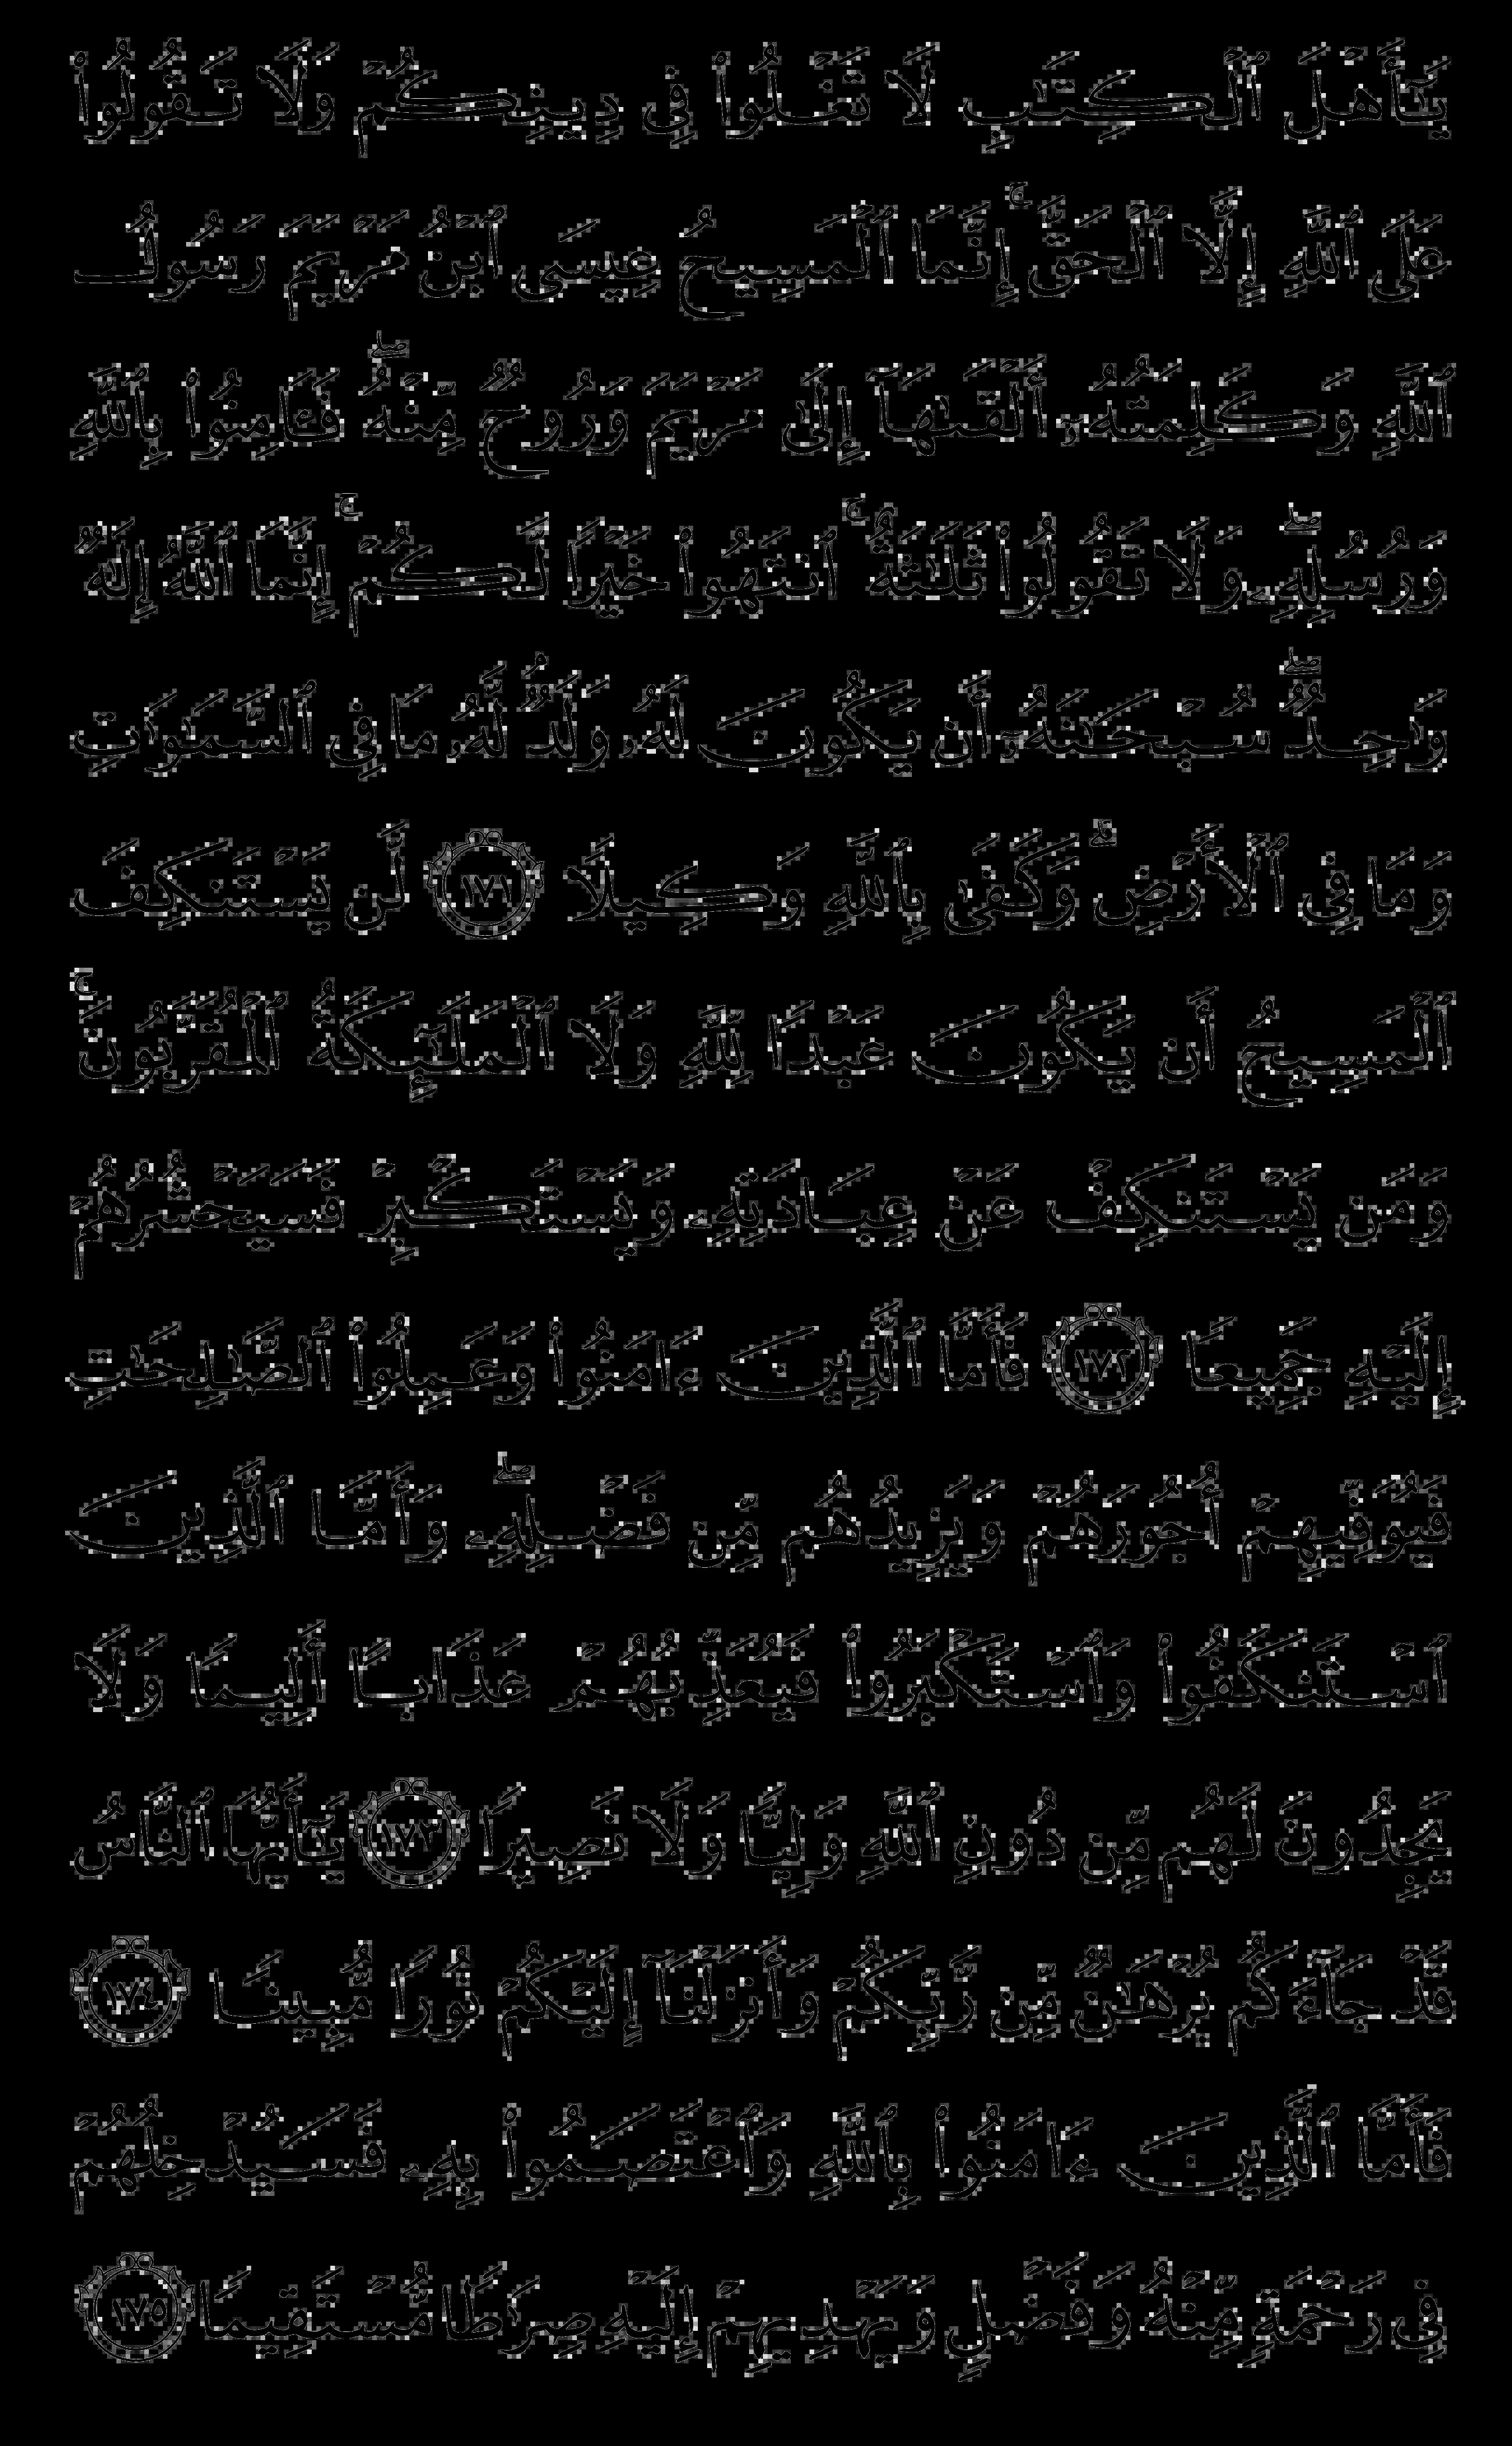 يَـٰٓأَهْلَ ٱلْكِتَـٰبِ لَا تَغْلُوا۟ فِى دِينِكُمْ وَلَا تَقُولُوا۟
عَلَى ٱللَّهِ إِلَّا ٱلْحَقَّ ۚ إِنَّمَا ٱلْمَسِيحُ عِيسَى ٱبْنُ مَرْيَمَ رَسُولُ
ٱللَّهِ وَكَلِمَتُهُۥٓ أَلْقَىٰهَآ إِلَىٰ مَرْيَمَ وَرُوحٌ مِّنْهُ ۖ فَـَٔامِنُوا۟ بِٱللَّهِ
وَرُسُلِهِۦ ۖ وَلَا تَقُولُوا۟ ثَلَـٰثَةٌ ۚ ٱنتَهُوا۟ خَيْرًا لَّكُمْ ۚ إِنَّمَا ٱللَّهُ إِلَـٰهٌ
وَٰحِدٌ ۖ سُبْحَـٰنَهُۥٓ أَن يَكُونَ لَهُۥ وَلَدٌ ۘ لَّهُۥ مَا فِى ٱلسَّمَـٰوَٰتِ
وَمَا فِى ٱلْأَرْضِ ۗ وَكَفَىٰ بِٱللَّهِ وَكِيلًا ١٧١ لَّن يَسْتَنكِفَ
ٱلْمَسِيحُ أَن يَكُونَ عَبْدًا لِّلَّهِ وَلَا ٱلْمَلَـٰٓئِكَةُ ٱلْمُقَرَّبُونَ ۚ
وَمَن يَسْتَنكِفْ عَنْ عِبَادَتِهِۦ وَيَسْتَكْبِرْ فَسَيَحْشُرُهُمْ
إِلَيْهِ جَمِيعًا ١٧٢ فَأَمَّا ٱلَّذِينَ ءَامَنُوا۟ وَعَمِلُوا۟ ٱلصَّـٰلِحَـٰتِ
فَيُوَفِّيهِمْ أُجُورَهُمْ وَيَزِيدُهُم مِّن فَضْلِهِۦ ۖ وَأَمَّا ٱلَّذِينَ
ٱسْتَنكَفُوا۟ وَٱسْتَكْبَرُوا۟ فَيُعَذِّبُهُمْ عَذَابًا أَلِيمًا وَلَا
يَجِدُونَ لَهُم مِّن دُونِ ٱللَّهِ وَلِيًّا وَلَا نَصِيرًا ١٧٣ يَـٰٓأَيُّهَا ٱلنَّاسُ
قَدْ جَآءَكُم بُرْهَـٰنٌ مِّن رَّبِّكُمْ وَأَنزَلْنَآ إِلَيْكُمْ نُورًا مُّبِينًا ١٧٤
فَأَمَّا ٱلَّذِينَ ءَامَنُوا۟ بِٱللَّهِ وَٱعْتَصَمُوا۟ بِهِۦ فَسَيُدْخِلُهُمْ
فِى رَحْمَةٍ مِّنْهُ وَفَضْلٍ وَيَهْدِيهِمْ إِلَيْهِ صِرَٰطًا مُّسْتَقِيمًا ١٧٥